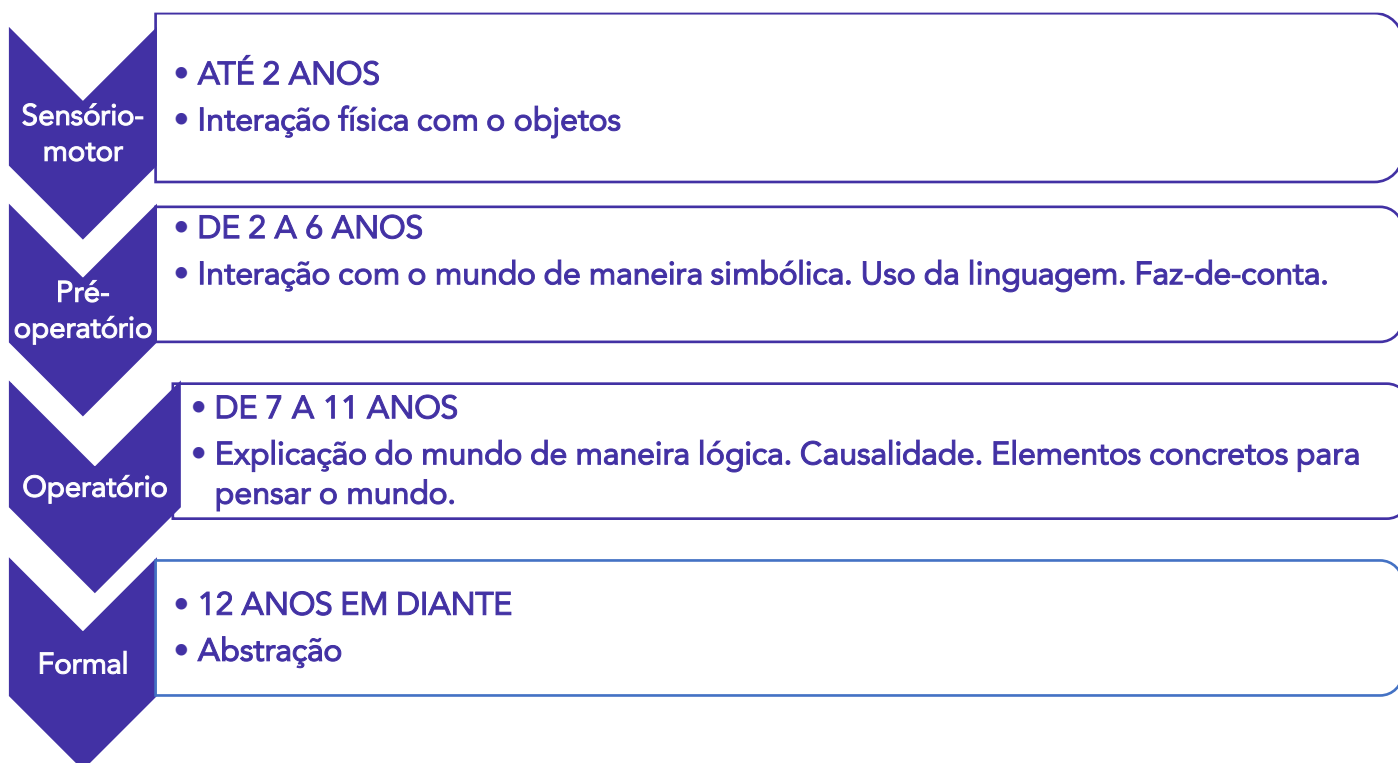 Sensório-
motor
• ATÉ 2 ANOS
• Interação física com o objetos
Pré-
operatório
• DE 2 A 6 ANOS
• Interação com o mundo de maneira simbólica. Uso da linguagem. Faz-de-conta.
Operatório
• DE 7 A 11 ANOS
• Explicação do mundo de maneira lógica. Causalidade. Elementos concretos para
pensar o mundo.
Formal
• 12 ANOS EM DIANTE
• Abstração